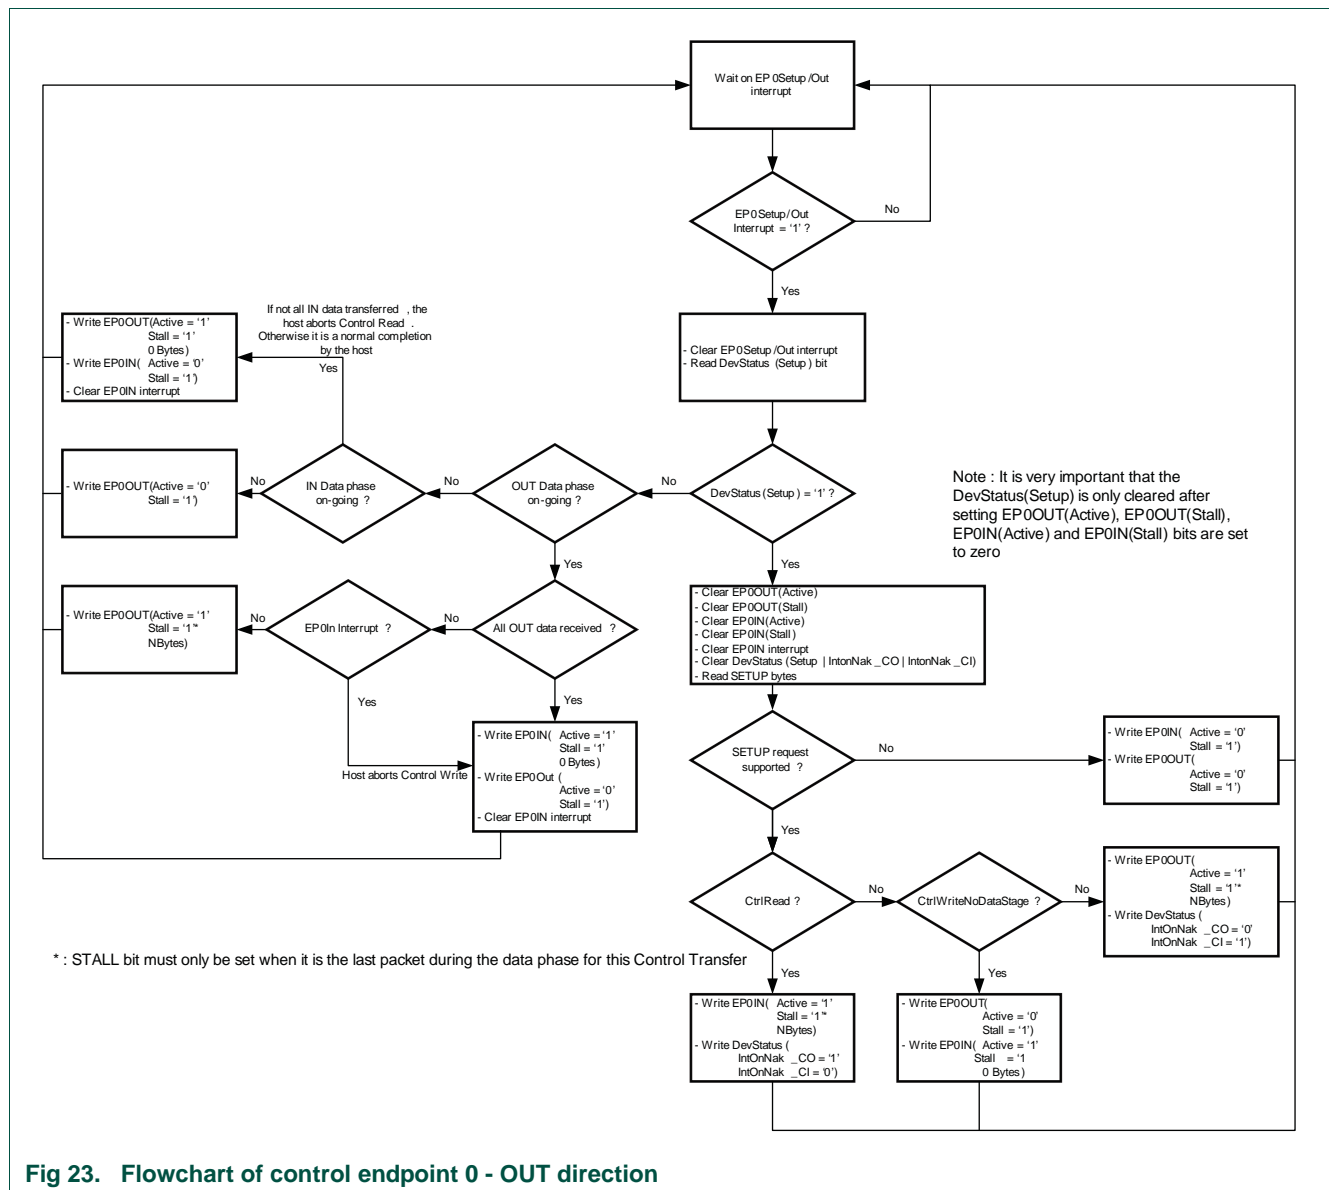 Wait on EP0Setup/Out
interrupt
EP0Setup/Out
Interrupt = '1' ?
No
Yes
If not all IN data transferred , the
host aborts Control Read .
Otherwise it is a normal completion
by the host
- Write EP0OUT(Active = '1'
Stall = '1'
0 Bytes)
- Write EP0IN( Active = '0'
Stall = '1')
- Clear EP0IN interrupt
Yes
- Clear EP0Setup/Out interrupt
- Read DevStatus (Setup) bit
- Write EP0OUT(Active = '0'
Stall = '1')
No
IN Data phase
on-going ?
No
OUT Data phase
on-going ?
No
DevStatus(Setup) = '1' ?
Note : It is very important that the
DevStatus(Setup) is only cleared after
setting EP0OUT(Active), EP0OUT(Stall),
EP0IN(Active) and EP0IN(Stall) bits are set
to zero
Yes
Yes
- Write EP0OUT(Active = '1'
Stall = '1'*
NBytes)
No
EP0In Interrupt ?
No
All OUT data received ?
- Clear EP0OUT(Active)
- Clear EP0OUT(Stall)
- Clear EP0IN(Active)
- Clear EP0IN(Stall)
- Clear EP0IN interrupt
- Clear DevStatus (Setup | IntonNak _CO | IntonNak _CI)
- Read SETUP bytes
Yes
Yes
Host aborts Control Write
- Write EP0IN( Active = '1'
Stall = '1'
0 Bytes)
- Write EP0Out (
Active = '0'
Stall = '1')
- Clear EP0IN interrupt
SETUP request
supported ?
No
- Write EP0IN( Active = '0'
Stall = '1')
- Write EP0OUT(
Active = '0'
Stall = '1')
Yes
CtrlRead ?
No
CtrlWriteNoDataStage ?
No
- Write EP0OUT(
Active = '1'
Stall = '1'*
NBytes)
- Write DevStatus (
IntOnNak _CO = '0'
IntOnNak _CI = '1')
* : STALL bit must only be set when it is the last packet during the data phase for this Control Transfer
Yes
Yes
- Write EP0IN( Active = '1'
Stall = '1'*
NBytes)
- Write DevStatus (
IntOnNak _CO = '1'
IntOnNak _CI = '0')
- Write EP0OUT(
Active = '0'
Stall = '1')
- Write EP0IN( Active = '1'
Stall = '1
0 Bytes)
Fig 23. Flowchart of control endpoint 0 - OUT direction